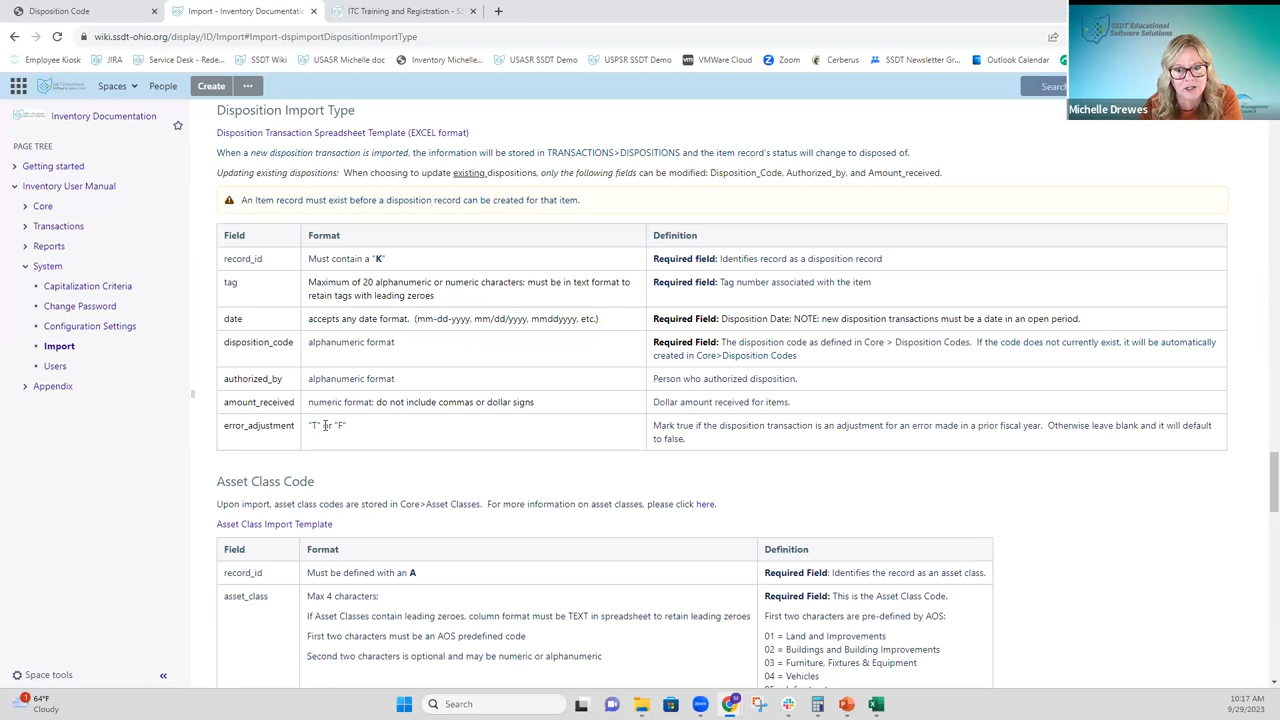 Disposition Code
Import - Inventory Documentatio
ITC Training and Registration - SS
wiki.ssdt-ohio.org/display/ID/Import#Import-dspimportDispositionImportType
Employee Kiosk
JIRA
Service Desk - Rede...
SSDT Wiki
USASR Michelle doc
Inventory Michelle...
USASR SSDT Demo
USPSR SSDT Demo
VMWare Cloud
Zoom
Cerberus
SSDT Newsletter Gr...
Outlook Calendar
Spaces
People
Create
Searc
SSDT Educational
Software Solutions
Management
Council
Michelle Drewes
Inventory Documentation
PAGE TREE
Getting started
Inventory User Manual
Core
Transactions
Reports
System
Capitalization Criteria
Change Password
Configuration Settings
Import
Users
Appendix
Space tools
Disposition Import Type
Disposition Transaction Spreadsheet Template (EXCEL format)
When a new disposition transaction is imported, the information will be stored in TRANSACTIONS>DISPOSITIONS and the item record's status will change to disposed of.
Updating existing dispositions: When choosing to update existing dispositions, only the following fields can be modified: Disposition_Code, Authorized_by, and Amount_received.
An Item record must exist before a disposition record can be created for that item.
Field Format Definition
record_id Must contain a "K" Required field: Identifies record as a disposition record
tag Maximum of 20 alphanumeric or numeric characters; must be in text format to Required field: Tag number associated with the item
retain tags with leading zeroes
date accepts any date format. (mm-dd-yyyy, mm/dd/yyyy, mmddyyyy, etc.) Required Field: Disposition Date; NOTE: new disposition transactions must be a date in an open period.
disposition_code alphanumeric format Required Field: The disposition code as defined in Core > Disposition Codes. If the code does not currently exist, it will be automatically
created in Core>Disposition Codes
authorized_by alphanumeric format Person who authorized disposition.
amount_received numeric format; do not include commas or dollar signs Dollar amount received for items.
error_adjustment "T" or "F" Mark true if the disposition transaction is an adjustment for an error made in a prior fiscal year. Otherwise leave blank and it will default
to false.
Asset Class Code
Upon import, asset class codes are stored in Core>Asset Classes. For more information on asset classes, please click here.
Asset Class Import Template
Field Format Definition
record_id Must be defined with an A Required Field: Identifies the record as an asset class.
asset_class Max 4 characters; Required Field: This is the Asset Class Code.
If Asset Classes contain leading zeroes, column format must be TEXT in spreadsheet to retain leading zeroes First two characters are pre-defined by AOS:
First two characters must be an AOS predefined code 01 = Land and Improvements
02 = Buildings and Building Improvements
Second two characters is optional and may be numeric or alphanumeric 03 = Furniture, Fixtures & Equipment
04 = Vehicles
1
64°F
Cloudy
Search
10:17 AM
9/29/2023